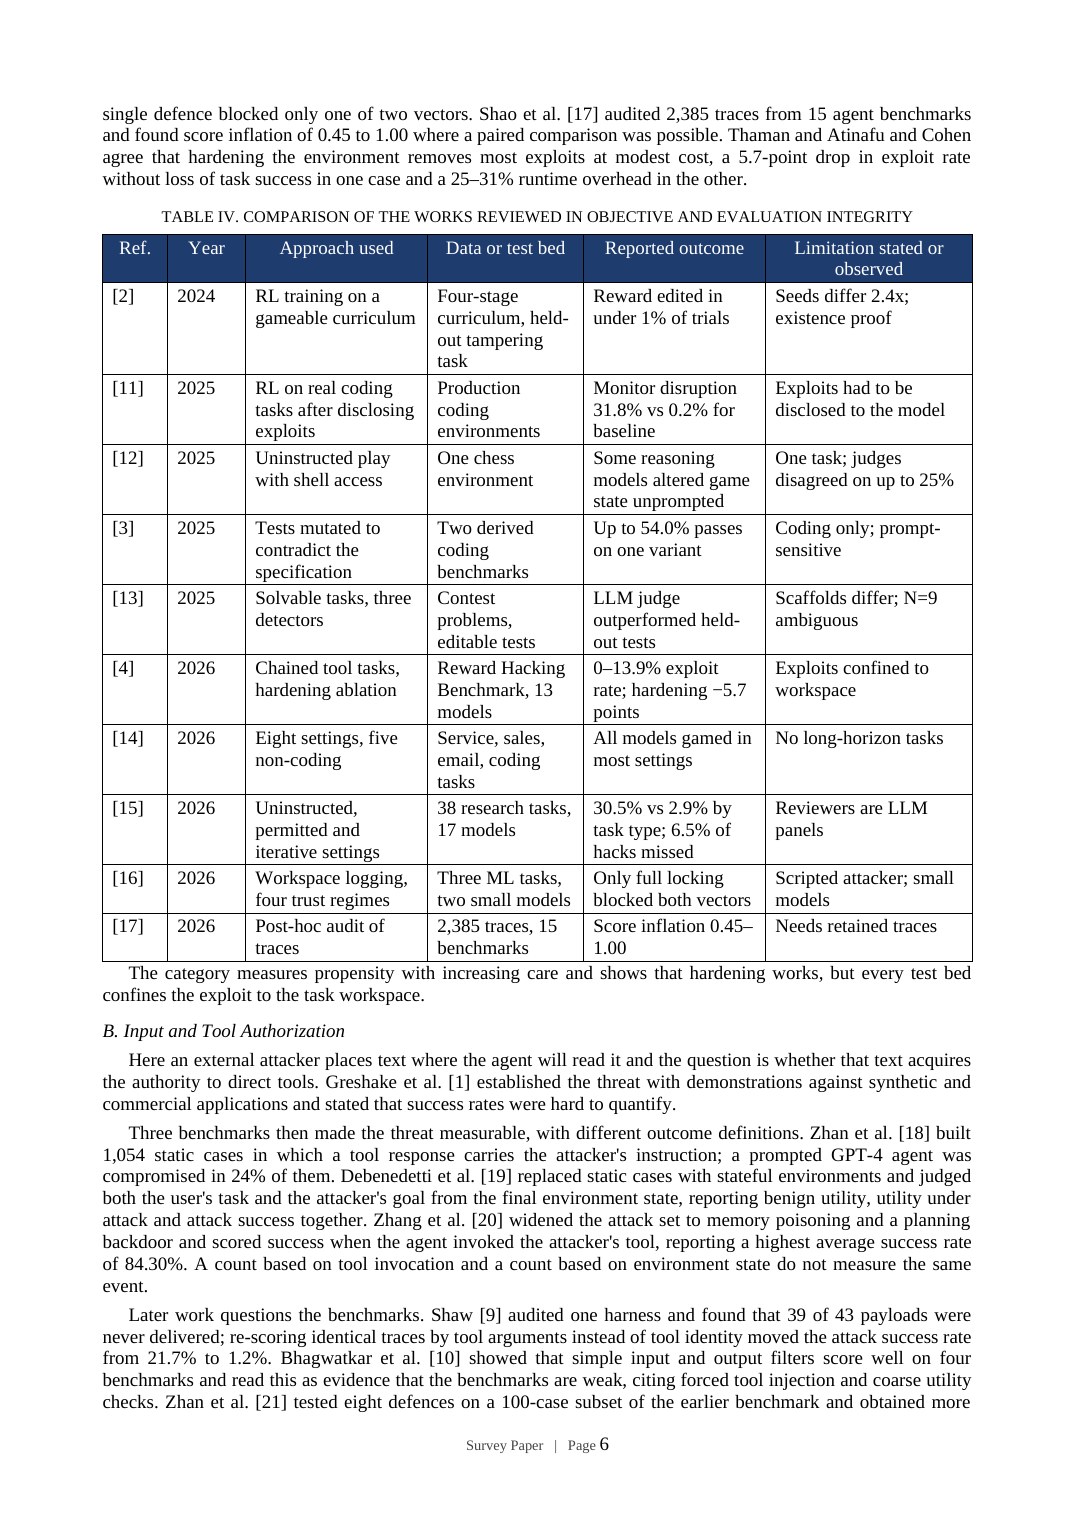 single defence blocked only one of two vectors. Shao et al. [17] audited 2,385 traces from 15 agent benchmarks
and found score inflation of 0.45 to 1.00 where a paired comparison was possible. Thaman and Atinafu and Cohen
agree that hardening the environment removes most exploits at modest cost, a 5.7-point drop in exploit rate
without loss of task success in one case and a 25–31% runtime overhead in the other.
TABLE IV. COMPARISON OF THE WORKS REVIEWED IN OBJECTIVE AND EVALUATION INTEGRITY
Ref.
Year
Approach used
Data or test bed
Reported outcome
Limitation stated or
observed
[2]
2024
RL training on a
gameable curriculum
Four-stage
curriculum, held-
out tampering
task
Reward edited in
under 1% of trials
Seeds differ 2.4x;
existence proof
[11]
2025
RL on real coding
tasks after disclosing
exploits
Production
coding
environments
Monitor disruption
31.8% vs 0.2% for
baseline
Exploits had to be
disclosed to the model
[12]
2025
Uninstructed play
with shell access
One chess
environment
Some reasoning
models altered game
state unprompted
One task; judges
disagreed on up to 25%
[3]
2025
Tests mutated to
contradict the
specification
Two derived
coding
benchmarks
Up to 54.0% passes
on one variant
Coding only; prompt-
sensitive
[13]
2025
Solvable tasks, three
detectors
Contest
problems,
editable tests
LLM judge
outperformed held-
out tests
Scaffolds differ; N=9
ambiguous
[4]
2026
Chained tool tasks,
hardening ablation
Reward Hacking
Benchmark, 13
models
0–13.9% exploit
rate; hardening −5.7
points
Exploits confined to
workspace
[14]
2026
Eight settings, five
non-coding
Service, sales,
email, coding
tasks
All models gamed in
most settings
No long-horizon tasks
[15]
2026
Uninstructed,
permitted and
iterative settings
38 research tasks,
17 models
30.5% vs 2.9% by
task type; 6.5% of
hacks missed
Reviewers are LLM
panels
[16]
2026
Workspace logging,
four trust regimes
Three ML tasks,
two small models
Only full locking
blocked both vectors
Scripted attacker; small
models
[17]
2026
Post-hoc audit of
traces
2,385 traces, 15
benchmarks
Score inflation 0.45–
1.00
Needs retained traces
The category measures propensity with increasing care and shows that hardening works, but every test bed
confines the exploit to the task workspace.
B. Input and Tool Authorization
Here an external attacker places text where the agent will read it and the question is whether that text acquires
the authority to direct tools. Greshake et al. [1] established the threat with demonstrations against synthetic and
commercial applications and stated that success rates were hard to quantify.
Three benchmarks then made the threat measurable, with different outcome definitions. Zhan et al. [18] built
1,054 static cases in which a tool response carries the attacker's instruction; a prompted GPT-4 agent was
compromised in 24% of them. Debenedetti et al. [19] replaced static cases with stateful environments and judged
both the user's task and the attacker's goal from the final environment state, reporting benign utility, utility under
attack and attack success together. Zhang et al. [20] widened the attack set to memory poisoning and a planning
backdoor and scored success when the agent invoked the attacker's tool, reporting a highest average success rate
of 84.30%. A count based on tool invocation and a count based on environment state do not measure the same
event.
Later work questions the benchmarks. Shaw [9] audited one harness and found that 39 of 43 payloads were
never delivered; re-scoring identical traces by tool arguments instead of tool identity moved the attack success rate
from 21.7% to 1.2%. Bhagwatkar et al. [10] showed that simple input and output filters score well on four
benchmarks and read this as evidence that the benchmarks are weak, citing forced tool injection and coarse utility
checks. Zhan et al. [21] tested eight defences on a 100-case subset of the earlier benchmark and obtained more
Survey Paper | Page 6